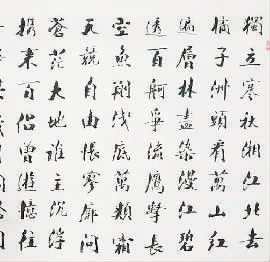 獨立寒秋湘江北去
橘子洲頭看萬山紅
遍層林盡染漫江碧
透百舸爭流鷹擊長
空魚翔淺底萬類霜
天競自由悵寥廓問
蒼茫大地誰主沉浮
携來百侶曾遊憶往